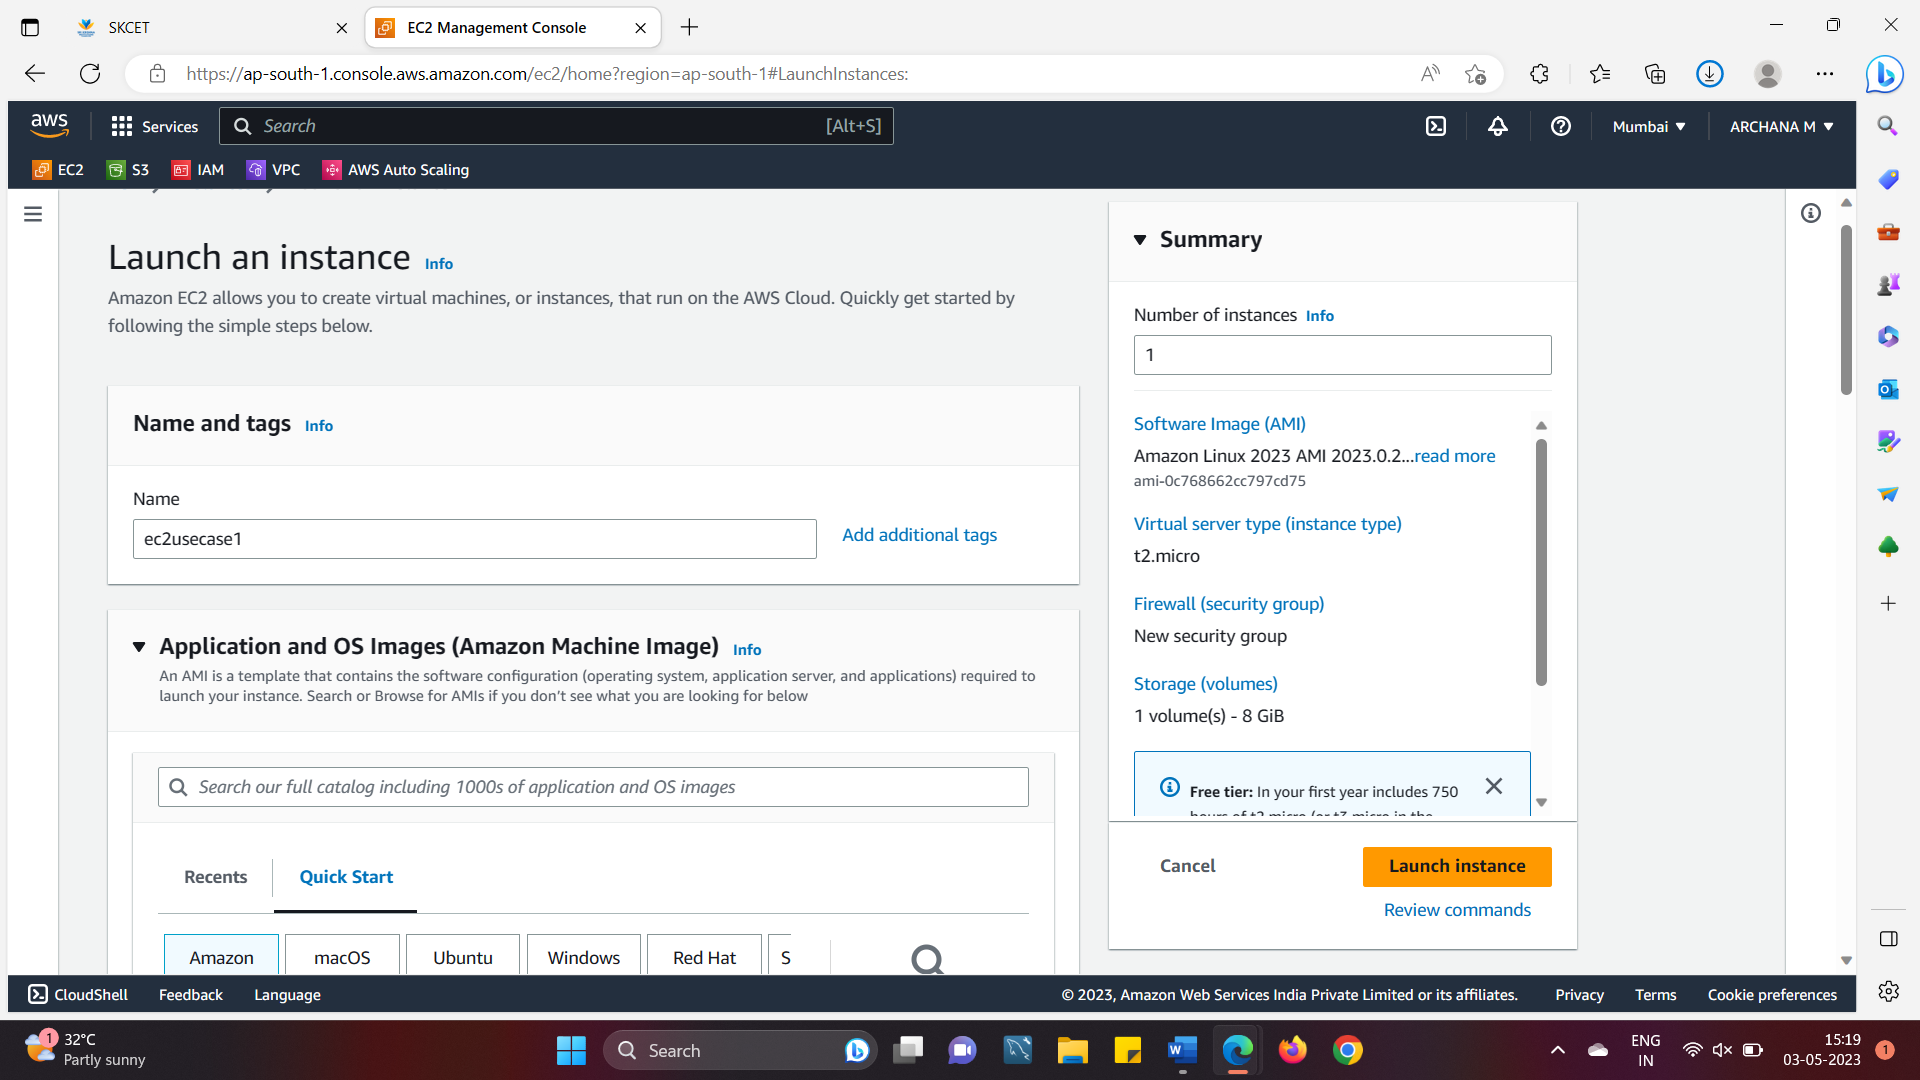 SKCET
EC2 Management Console
https://ap-south-1.console.aws.amazon.com/ec2/home?region=ap-south-1#LaunchInstances:
aws
Services
Search
[Alt+S]
Mumbai
ARCHANA M
EC2
S3
IAM
VPC
AWS Auto Scaling
Launch an instance Info
Amazon EC2 allows you to create virtual machines, or instances, that run on the AWS Cloud. Quickly get started by
following the simple steps below.
Name and tags Info
Name
ec2usecase1
Add additional tags
Application and OS Images (Amazon Machine Image) Info
An AMI is a template that contains the software configuration (operating system, application server, and applications) required to
launch your instance. Search or Browse for AMIs if you don't see what you are looking for below
Search our full catalog including 1000s of application and OS images
Recents
Quick Start
Amazon
macOS
Ubuntu
Windows
Red Hat
S
Summary
Number of instances Info
1
Software Image (AMI)
Amazon Linux 2023 AMI 2023.0.2...read more
ami-0c768662cc797cd75
Virtual server type (instance type)
t2.micro
Firewall (security group)
New security group
Storage (volumes)
1 volume(s) - 8 GiB
Free tier: In your first year includes 750
hours of t2.micro (or t3.micro in the
Cancel
Launch instance
Review commands
CloudShell
Feedback
Language
© 2023, Amazon Web Services India Private Limited or its affiliates.
Privacy
Terms
Cookie preferences
1
32°C
Partly sunny
Search
ENG
IN
15:19
03-05-2023
1